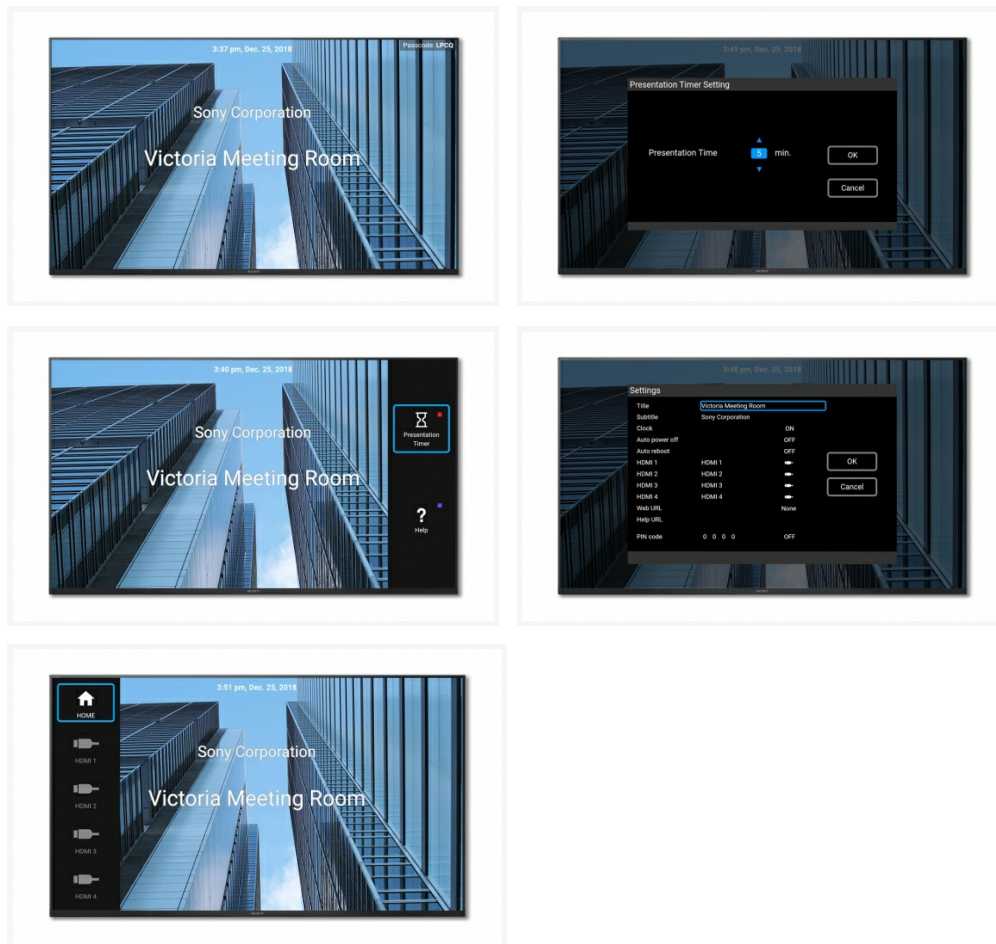 3:37 pm, Dec. 25, 2018
Passcode LPCQ
Sony Corporation
Victoria Meeting Room
SONY
3:49 pm, Dec. 25, 2018
Presentation Timer Setting
Presentation Time 5 min.
OK
Cancel
SONY
3:40 pm, Dec. 25, 2018
Sony Corporation
Victoria Meeting Room
Presentation
Timer
?
Help
SONY
3:48 pm, Dec. 25, 2018
Settings
Title Victoria Meeting Room
Subtitle Sony Corporation
Clock ON
Auto power off OFF
Auto reboot OFF
HDMI 1 HDMI 1
HDMI 2 HDMI 2
HDMI 3 HDMI 3
HDMI 4 HDMI 4
Web URL None
Help URL
PIN code 0 0 0 0 OFF
OK
Cancel
SONY
3:51 pm, Dec. 25, 2018
HOME
HDMI 1
HDMI 2
HDMI 3
HDMI 4
Sony Corporation
Victoria Meeting Room
SONY